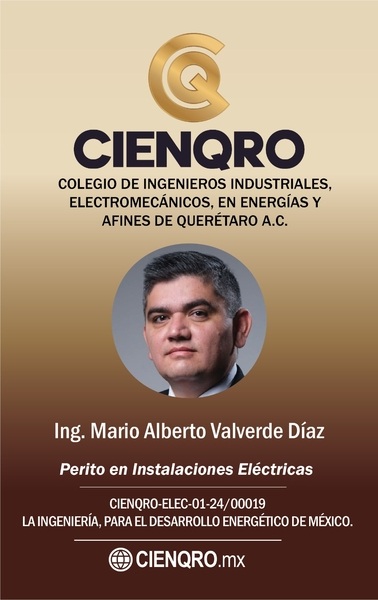 CIENQRO
COLEGIO DE INGENIEROS INDUSTRIALES,
ELECTROMECÁNICOS, EN ENERGÍAS Y
AFINES DE QUERÉTARO A.C.
Ing. Mario Alberto Valverde Díaz
Perito en Instalaciones Eléctricas
CIENQRO-ELEC-01-24/00019
LA INGENIERÍA, PARA EL DESARROLLO ENERGÉTICO DE MÉXICO.
CIENQRO.mx